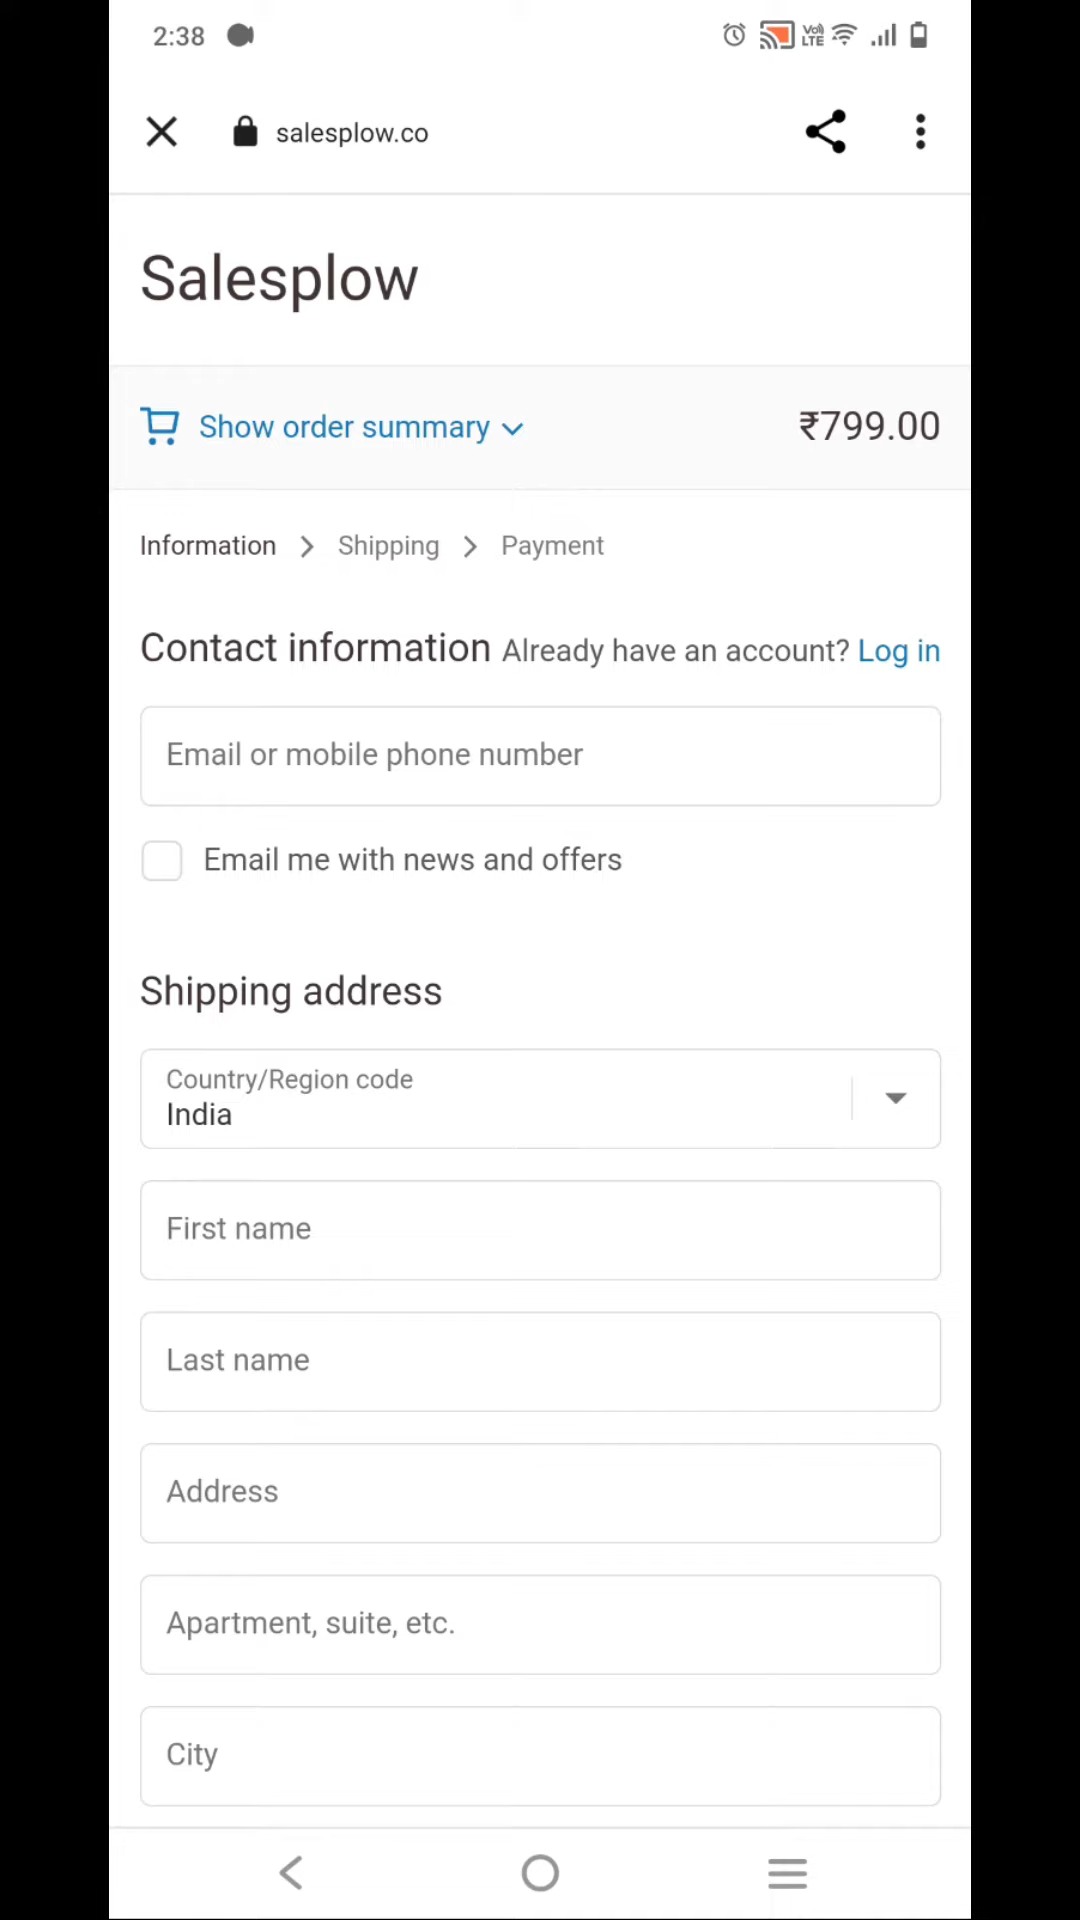 2:38
Vo)
LTE
salesplow.co
Salesplow
Show order summary
₹799.00
Information > Shipping > Payment
Contact information Already have an account? Log in
Email or mobile phone number
Email me with news and offers
Shipping address
Country/Region code
India
First name
Last name
Address
Apartment, suite, etc.
City